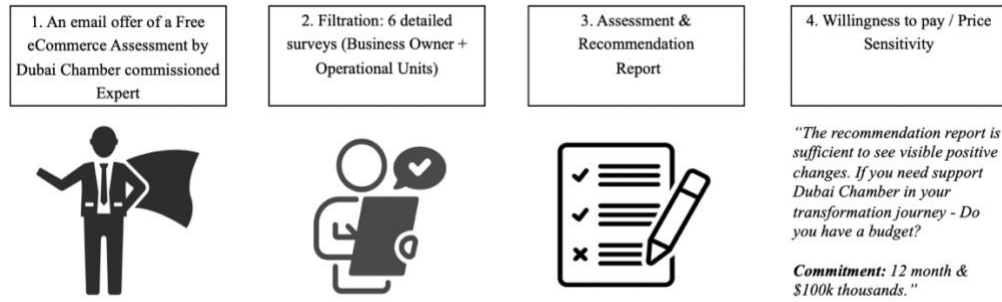 1. An email offer of a Free
eCommerce Assessment by
Dubai Chamber commissioned
Expert
2. Filtration: 6 detailed
surveys (Business Owner +
Operational Units)
3. Assessment &
Recommendation
Report
4. Willingness to pay / Price
Sensitivity
"The recommendation report is
sufficient to see visible positive
changes. If you need support
Dubai Chamber in your
transformation journey - Do
you have a budget?
Commitment: 12 month &
$100k thousands."